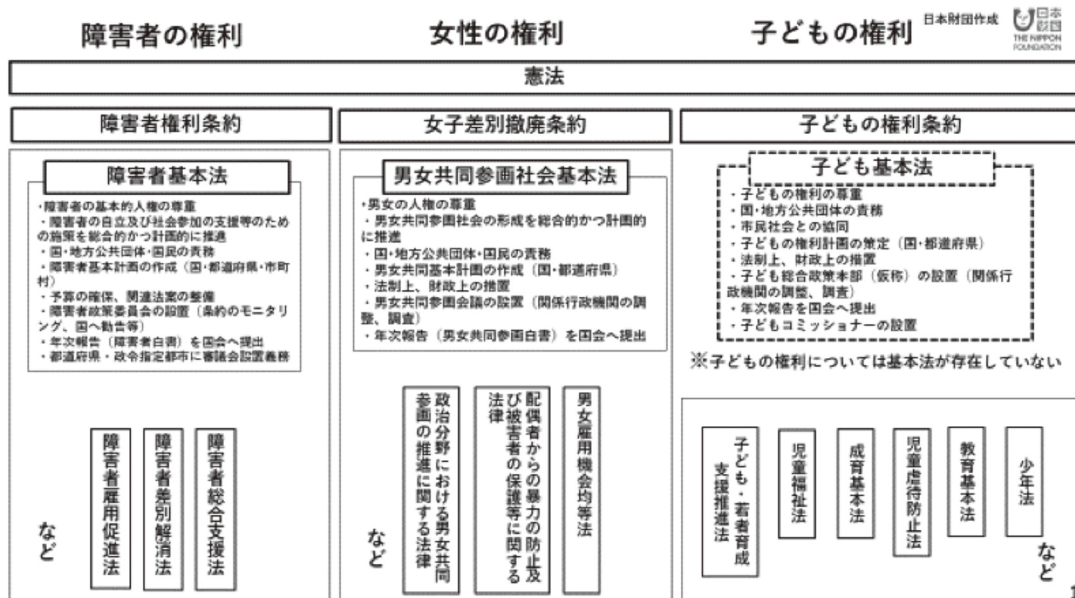 障害者の権利
女性の権利
子どもの権利
日本財団作成
日本財団
THE NIPPON
FOUNDATION
憲法
障害者権利条約
女子差別撤廃条約
子どもの権利条約
障害者基本法
・障害者の基本的人権の尊重
・障害者の自立及び社会参加の支援等のため
の施策を総合的かつ計画的に推進
・国・地方公共団体・国民の責務
・障害者基本計画の作成（国・都道府県・市町
村）
・予算の確保、関連法案の整備
・障害者政策委員会の設置（条約のモニタリ
ング、国へ勧告等）
・年次報告（障害者白書）を国会へ提出
・都道府県・政令指定都市に審議会設置義務
障害者雇用促進法
障害者差別解消法
障害者総合支援法
など
男女共同参画社会基本法
・男女の人権の尊重
・男女共同参画社会の形成を総合的かつ計画的
に推進
・国・地方公共団体・国民の責務
・男女共同基本計画の作成（国・都道府県）
・法制上、財政上の措置
・男女共同参画会議の設置（関係行政機関の調
整、調査）
・年次報告（男女共同参画白書）を国会へ提出
政治分野における男女共同
参画の推進に関する法律
配偶者からの暴力の防止及
び被害者の保護等に関する
法律
男女雇用機会均等法
など
子ども基本法
・子どもの権利の尊重
・国・地方公共団体の責務
・市民社会との協同
・子どもの権利計画の策定（国・都道府県）
・法制上、財政上の措置
・子ども総合政策本部（仮称）の設置（関係行
政機関の調整、調査）
・年次報告を国会へ提出
・子どもコミッショナーの設置
※子どもの権利については基本法が存在していない
子ども・若者育成
支援推進法
児童福祉法
成育基本法
児童虐待防止法
教育基本法
少年法
など
1